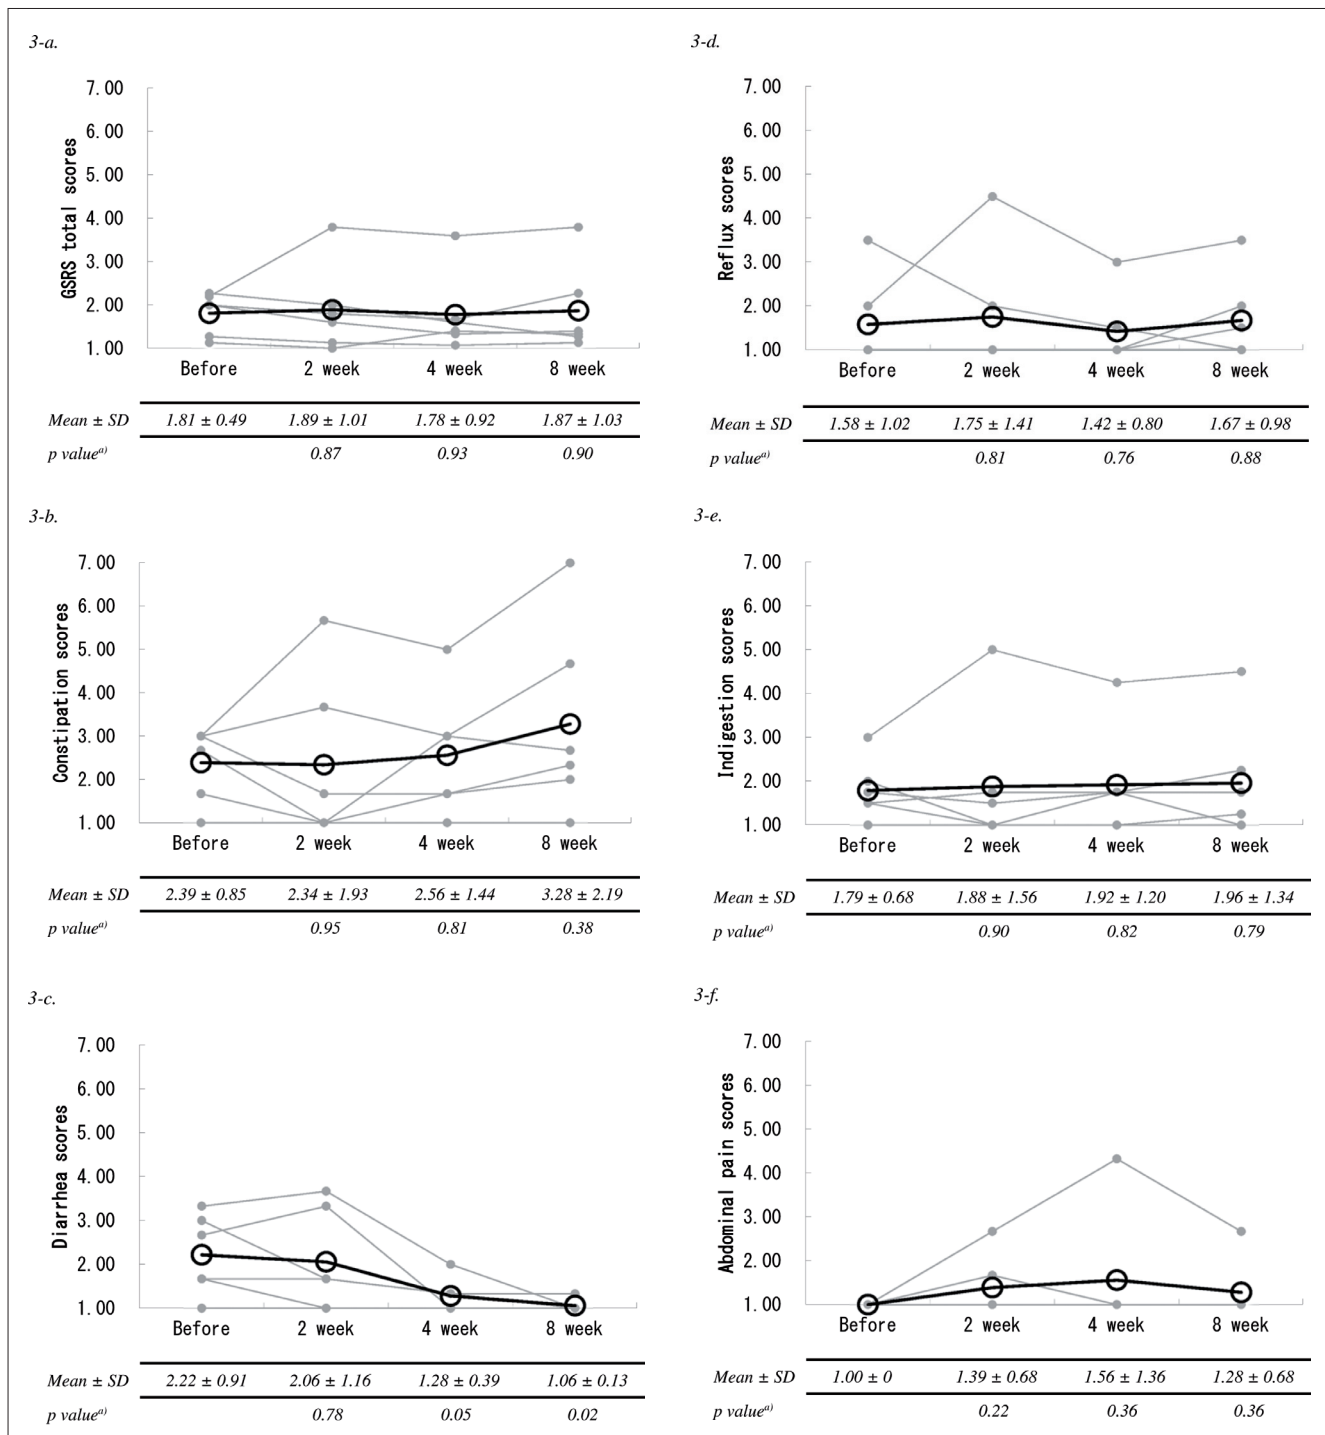 3-a.
GSRS total scores
7.00
6.00
5.00
4.00
3.00
2.00
1.00
Before 2 week 4 week 8 week
Mean ± SD 1.81 ± 0.49 1.89 ± 1.01 1.78 ± 0.92 1.87 ± 1.03
p value a) 0.87 0.93 0.90
3-d.
Reflux scores
7.00
6.00
5.00
4.00
3.00
2.00
1.00
Before 2 week 4 week 8 week
Mean ± SD 1.58 ± 1.02 1.75 ± 1.41 1.42 ± 0.80 1.67 ± 0.98
p value a) 0.81 0.76 0.88
3-b.
Constipation scores
7.00
6.00
5.00
4.00
3.00
2.00
1.00
Before 2 week 4 week 8 week
Mean ± SD 2.39 ± 0.85 2.34 ± 1.93 2.56 ± 1.44 3.28 ± 2.19
p value a) 0.95 0.81 0.38
3-e.
Indigestion scores
7.00
6.00
5.00
4.00
3.00
2.00
1.00
Before 2 week 4 week 8 week
Mean ± SD 1.79 ± 0.68 1.88 ± 1.56 1.92 ± 1.20 1.96 ± 1.34
p value a) 0.90 0.82 0.79
3-c.
Diarrhea scores
7.00
6.00
5.00
4.00
3.00
2.00
1.00
Before 2 week 4 week 8 week
Mean ± SD 2.22 ± 0.91 2.06 ± 1.16 1.28 ± 0.39 1.06 ± 0.13
p value a) 0.78 0.05 0.02
3-f.
Abdominal pain scores
7.00
6.00
5.00
4.00
3.00
2.00
1.00
Before 2 week 4 week 8 week
Mean ± SD 1.00 ± 0 1.39 ± 0.68 1.56 ± 1.36 1.28 ± 0.68
p value a) 0.22 0.36 0.36